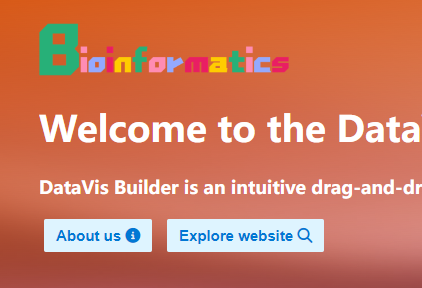 Bioinformatics
Welcome to the Data
DataVis Builder is an intuitive drag-and-dr
About us
Explore website